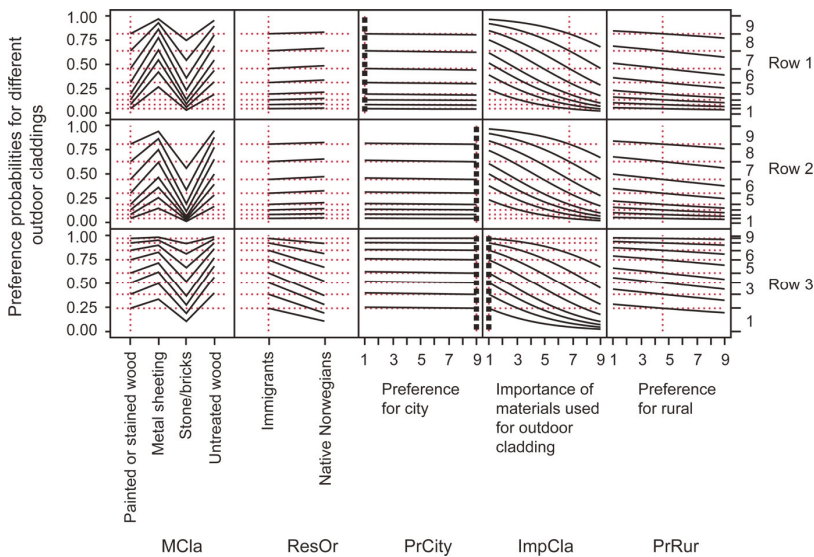 Preference probabilities for different
outdoor claddings
1.00
0.75
0.50
0.25
0.00
1.00
0.75
0.50
0.25
0.00
1.00
0.75
0.50
0.25
0.00
9
8
7
6
5
1
Row 1
9
8
7
6
5
1
Row 2
9
6
5
3
1
Row 3
Painted or stained wood
Metal sheeting
Stone/bricks
Untreated wood
Immigrants
Native Norwegians
1 3 5 7 9
1 3 5 7 9
1 3 5 7 9
Preference
for city
Importance of
materials used
for outdoor
cladding
Preference
for rural
MCla ResOr PrCity ImpCla PrRur